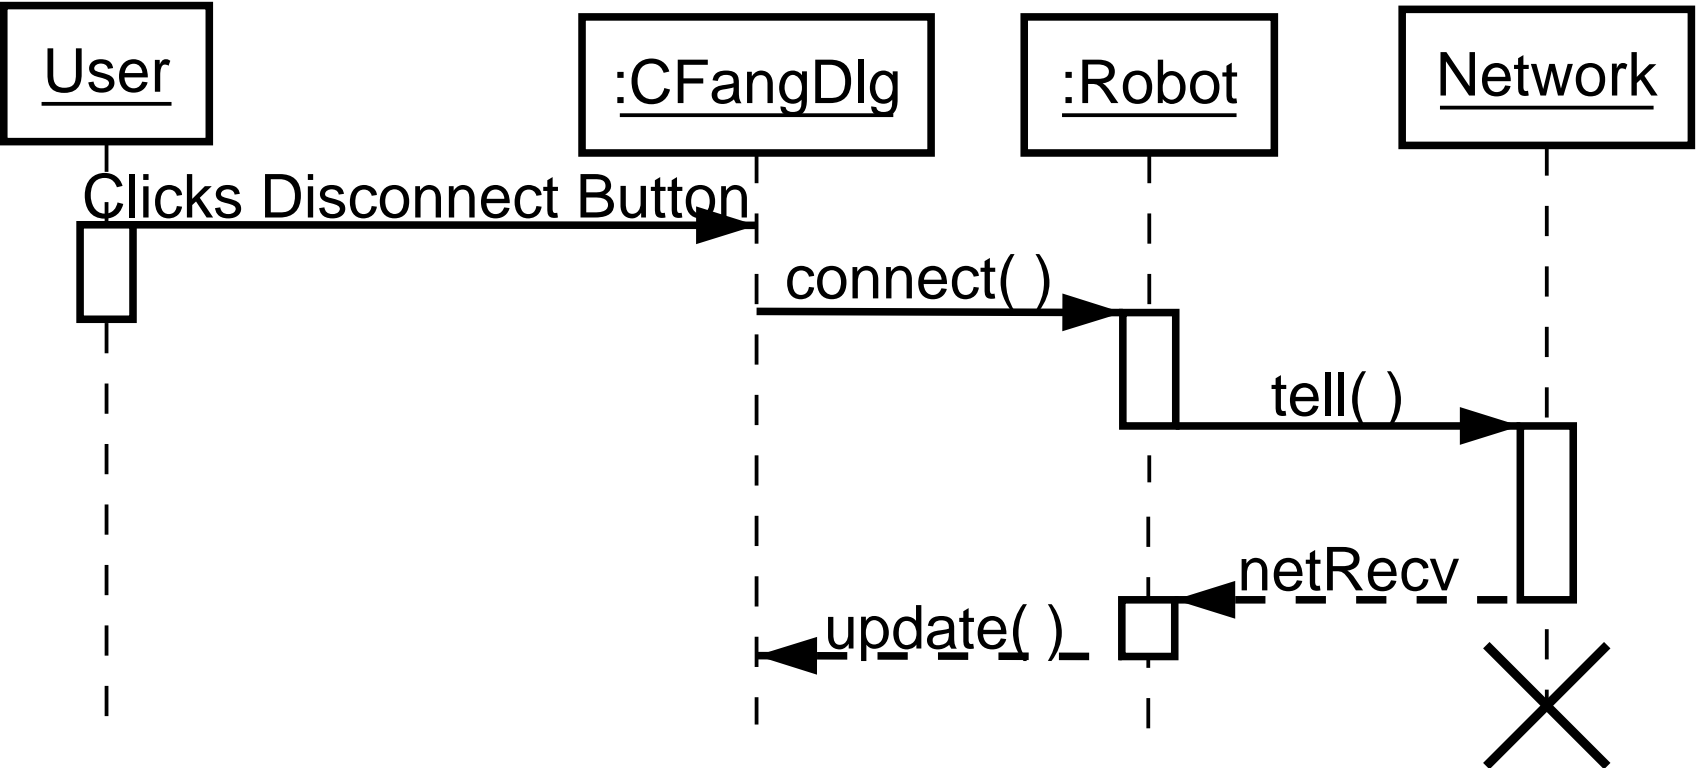 User
:CFangDlg
:Robot
Network
Clicks Disconnect Button
connect( )
tell( )
netRecv
update( )